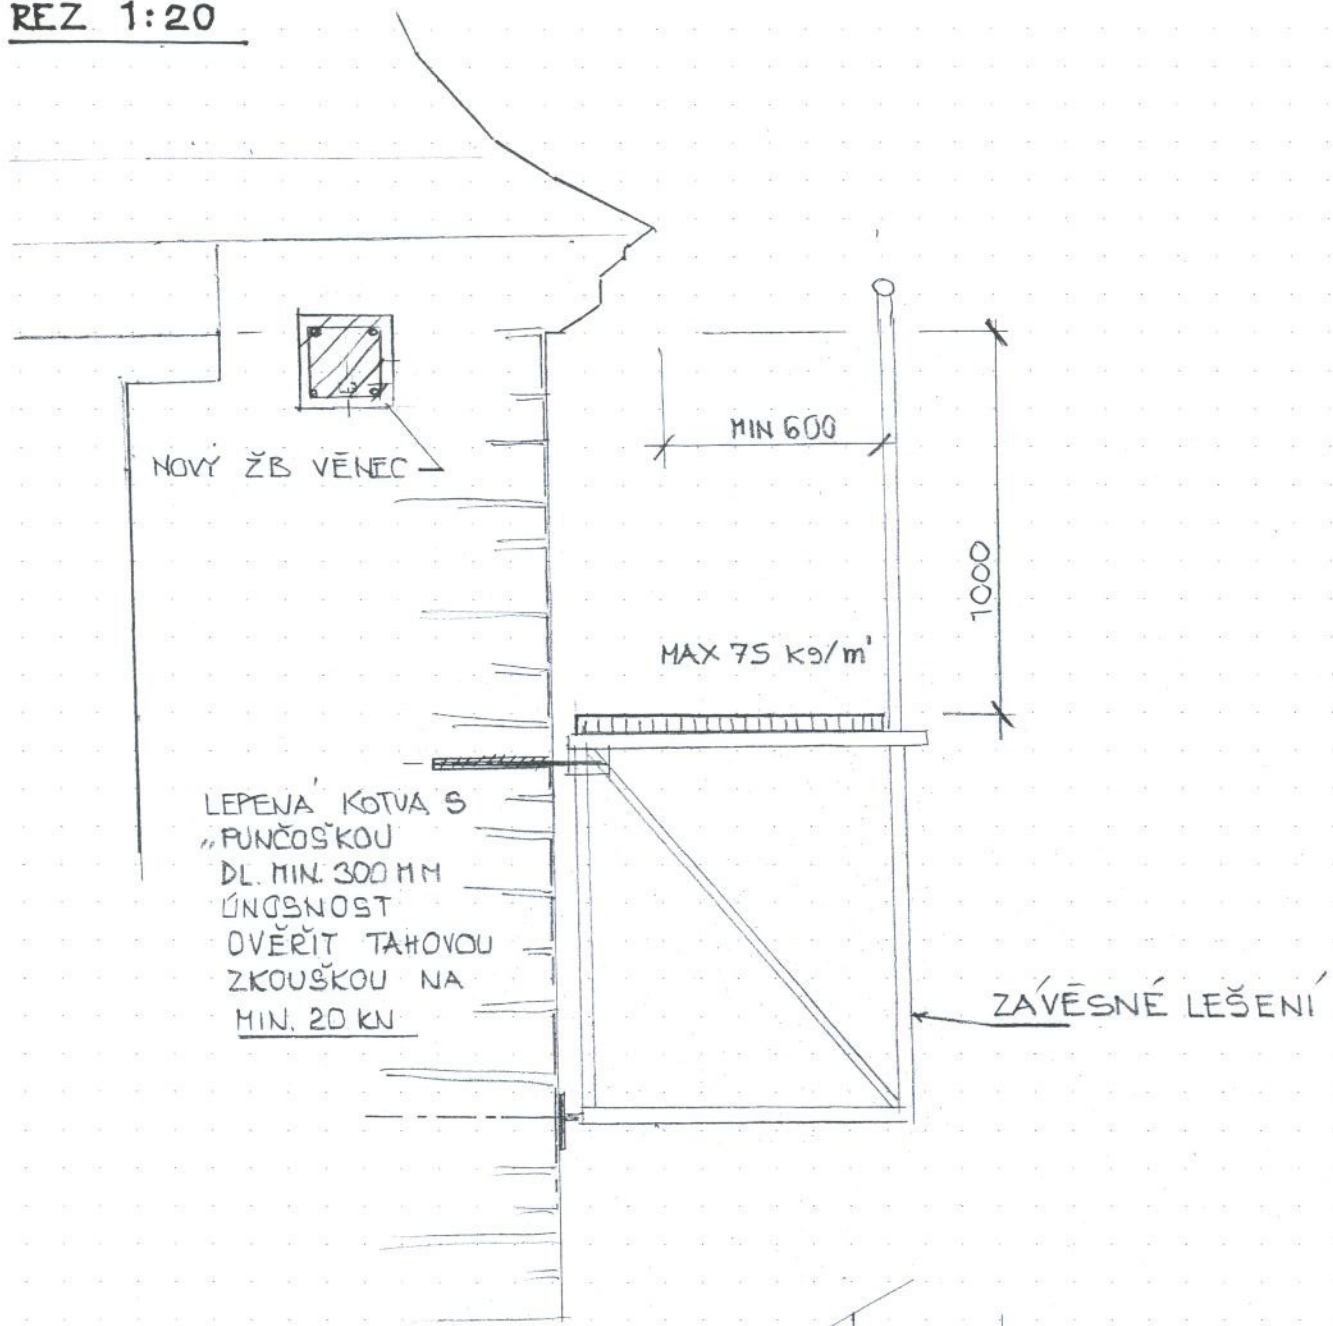 ŘEZ 1:20
NOVÝ ŽB VĚNEC
MIN 600
1000
MAX 75 kg/m'
LEPENÁ KOTVA S
„PUNČOŠKOU
DL. MIN. 300 MM
ÚNOSNOST
OVĚŘIT TAHOVOU
ZKOUŠKOU NA
MIN. 20 KN
ZÁVĚSNÉ LEŠENÍ